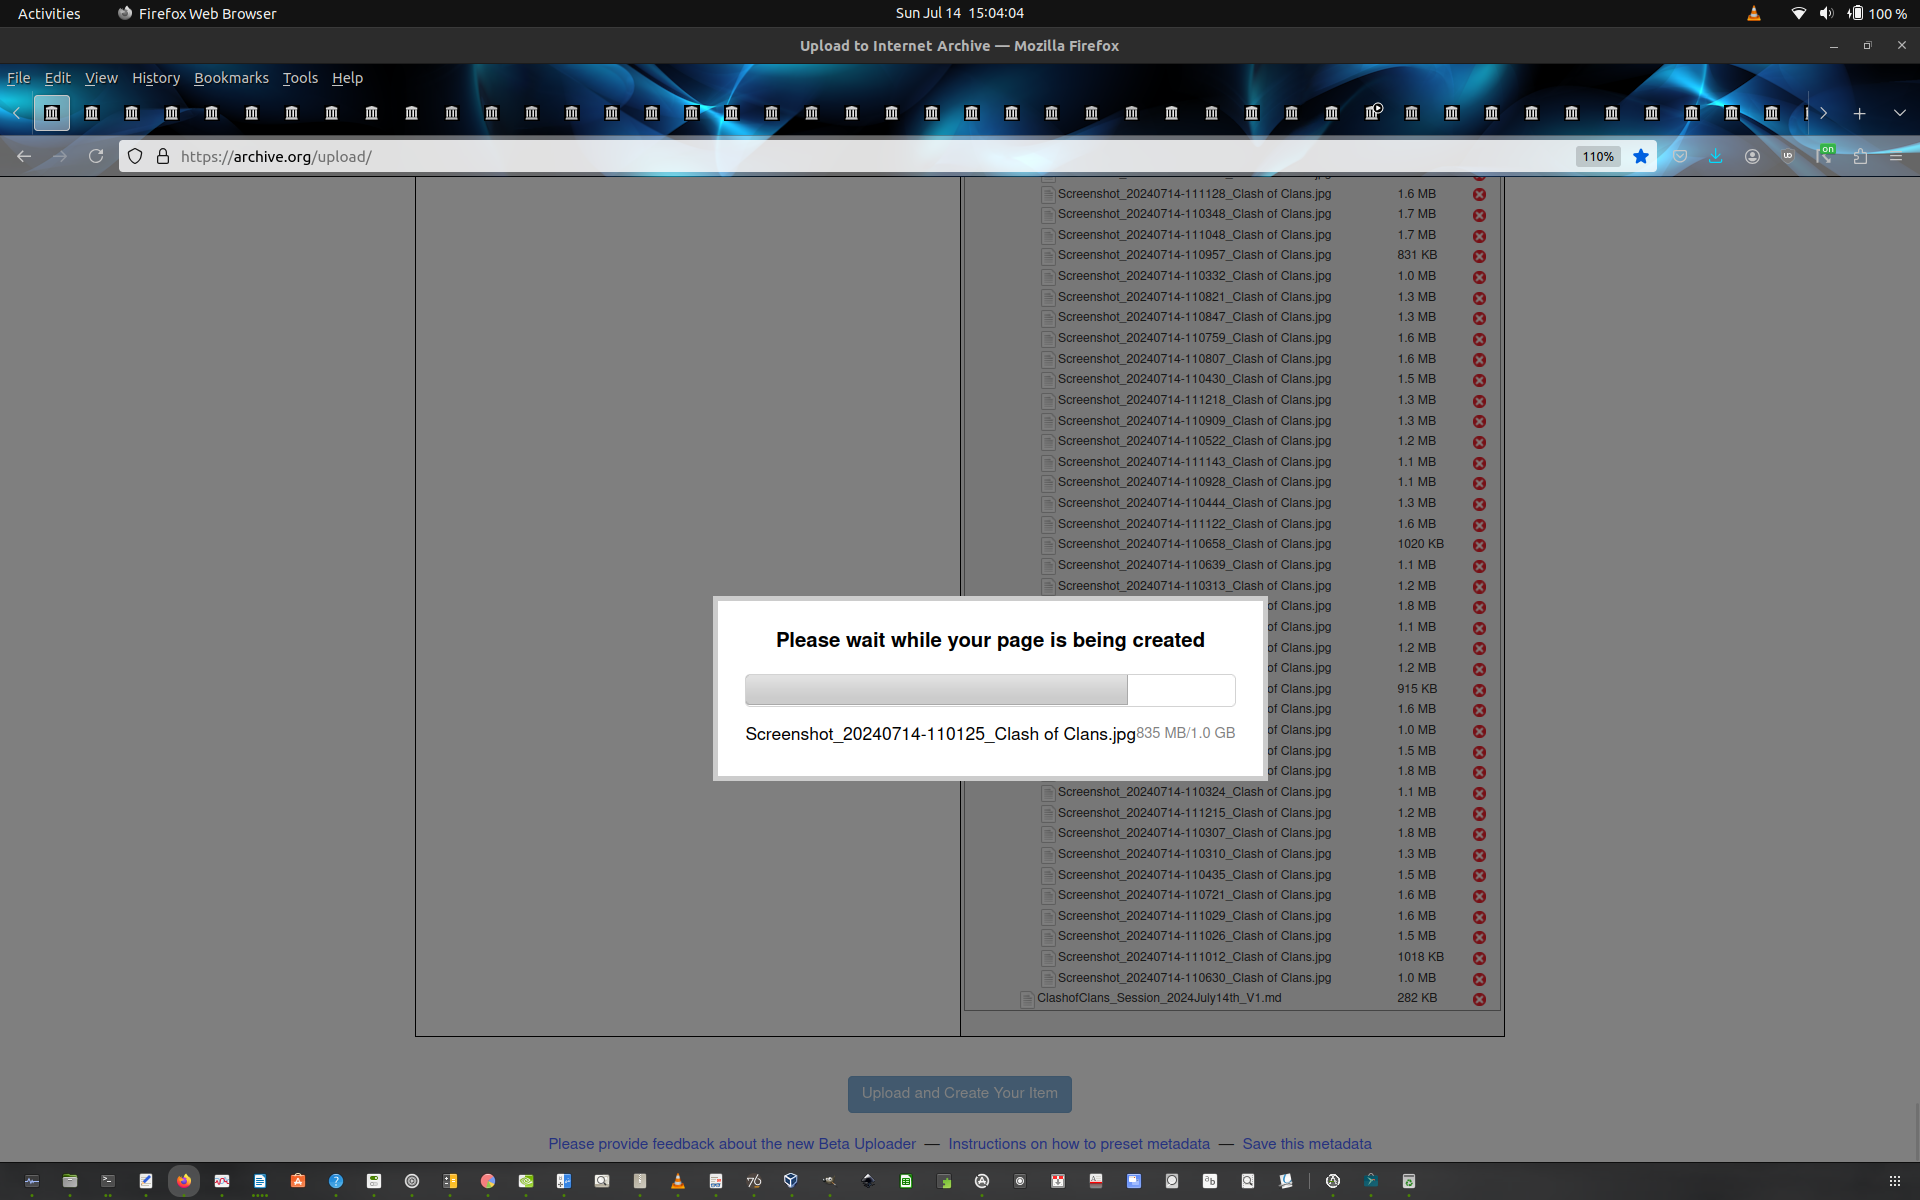 Activities Firefox Web Browser Sun Jul 14 15:04:04 100 %
Upload to Internet Archive — Mozilla Firefox
File Edit View History Bookmarks Tools Help
https://archive.org/upload/ 110% on
Screenshot_20240714-111128_Clash of Clans.jpg 1.6 MB
Screenshot_20240714-110348_Clash of Clans.jpg 1.7 MB
Screenshot_20240714-111048_Clash of Clans.jpg 1.7 MB
Screenshot_20240714-110957_Clash of Clans.jpg 831 KB
Screenshot_20240714-110332_Clash of Clans.jpg 1.0 MB
Screenshot_20240714-110821_Clash of Clans.jpg 1.3 MB
Screenshot_20240714-110847_Clash of Clans.jpg 1.3 MB
Screenshot_20240714-110759_Clash of Clans.jpg 1.6 MB
Screenshot_20240714-110807_Clash of Clans.jpg 1.6 MB
Screenshot_20240714-110430_Clash of Clans.jpg 1.5 MB
Screenshot_20240714-111218_Clash of Clans.jpg 1.3 MB
Screenshot_20240714-110909_Clash of Clans.jpg 1.3 MB
Screenshot_20240714-110522_Clash of Clans.jpg 1.2 MB
Screenshot_20240714-111143_Clash of Clans.jpg 1.1 MB
Screenshot_20240714-110928_Clash of Clans.jpg 1.1 MB
Screenshot_20240714-110444_Clash of Clans.jpg 1.3 MB
Screenshot_20240714-111122_Clash of Clans.jpg 1.6 MB
Screenshot_20240714-110658_Clash of Clans.jpg 1020 KB
Screenshot_20240714-110639_Clash of Clans.jpg 1.1 MB
Screenshot_20240714-110313_Clash of Clans.jpg 1.2 MB
of Clans.jpg 1.8 MB
of Clans.jpg 1.1 MB
of Clans.jpg 1.2 MB
of Clans.jpg 1.2 MB
of Clans.jpg 915 KB
of Clans.jpg 1.6 MB
of Clans.jpg 1.0 MB
of Clans.jpg 1.5 MB
of Clans.jpg 1.8 MB
Please wait while your page is being created
Screenshot_20240714-110125_Clash of Clans.jpg 835 MB/1.0 GB
Screenshot_20240714-110324_Clash of Clans.jpg 1.1 MB
Screenshot_20240714-111215_Clash of Clans.jpg 1.2 MB
Screenshot_20240714-110307_Clash of Clans.jpg 1.8 MB
Screenshot_20240714-110310_Clash of Clans.jpg 1.3 MB
Screenshot_20240714-110435_Clash of Clans.jpg 1.5 MB
Screenshot_20240714-110721_Clash of Clans.jpg 1.6 MB
Screenshot_20240714-111029_Clash of Clans.jpg 1.6 MB
Screenshot_20240714-111026_Clash of Clans.jpg 1.5 MB
Screenshot_20240714-111012_Clash of Clans.jpg 1018 KB
Screenshot_20240714-110630_Clash of Clans.jpg 1.0 MB
ClashofClans_Session_2024July14th_V1.md 282 KB
Upload and Create Your Item
Please provide feedback about the new Beta Uploader — Instructions on how to preset metadata — Save this metadata